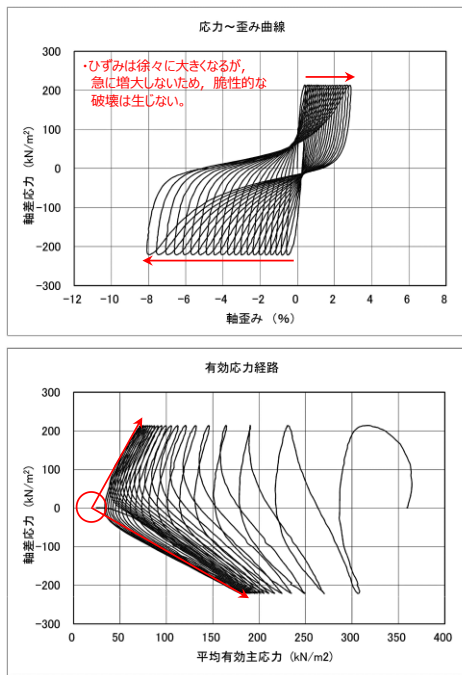 応力～歪み曲線
・ひずみは徐々に大きくなるが,
急に増大しないため, 脆性的な
破壊は生じない。
軸差応力 (kN/m²)
300
200
100
0
-100
-200
-300
-12 -10 -8 -6 -4 -2 0 2 4 6 8
軸歪み (%)
有効応力経路
軸差応力 (kN/m²)
300
200
100
0
-100
-200
-300
0 50 100 150 200 250 300 350 400
平均有効主応力 (kN/m2)